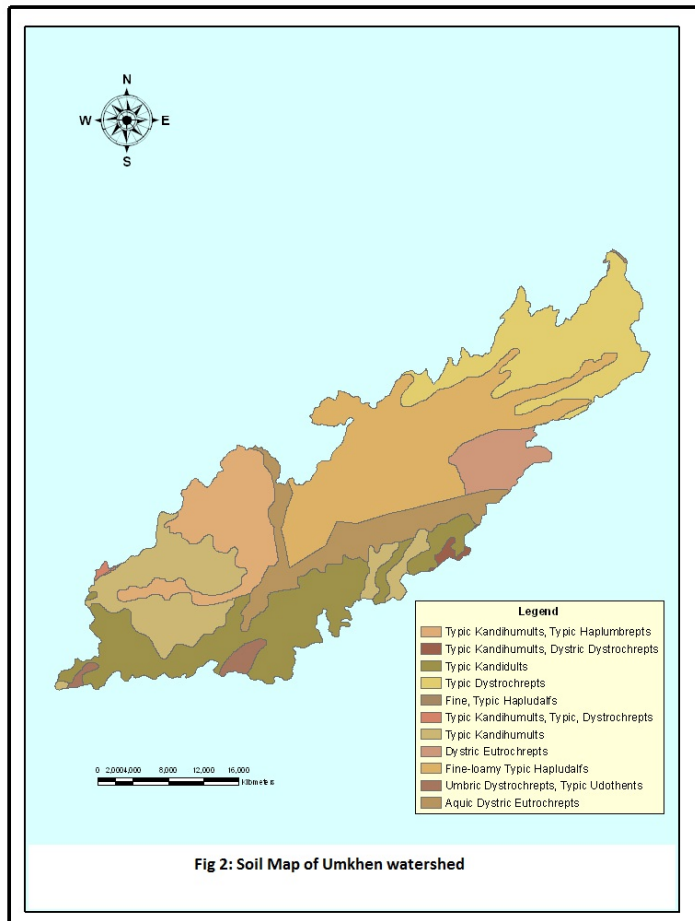 N
W E
S
Legend
Typic Kandihumults, Typic Haplumbrepts
Typic Kandihumults, Dystric Dystrochrepts
Typic Kandidults
Typic Dystrochrepts
Fine, Typic Hapludalfs
Typic Kandihumults, Typic, Dystrochrepts
Typic Kandihumults
Dystric Eutrochrepts
Fine-loamy Typic Hapludalfs
Umbric Dystrochrepts, Typic Udothents
Aquic Dystric Eutrochrepts
0 2,0004,000 8,000 12,000 16,000
Kilometers
Fig 2: Soil Map of Umkhen watershed